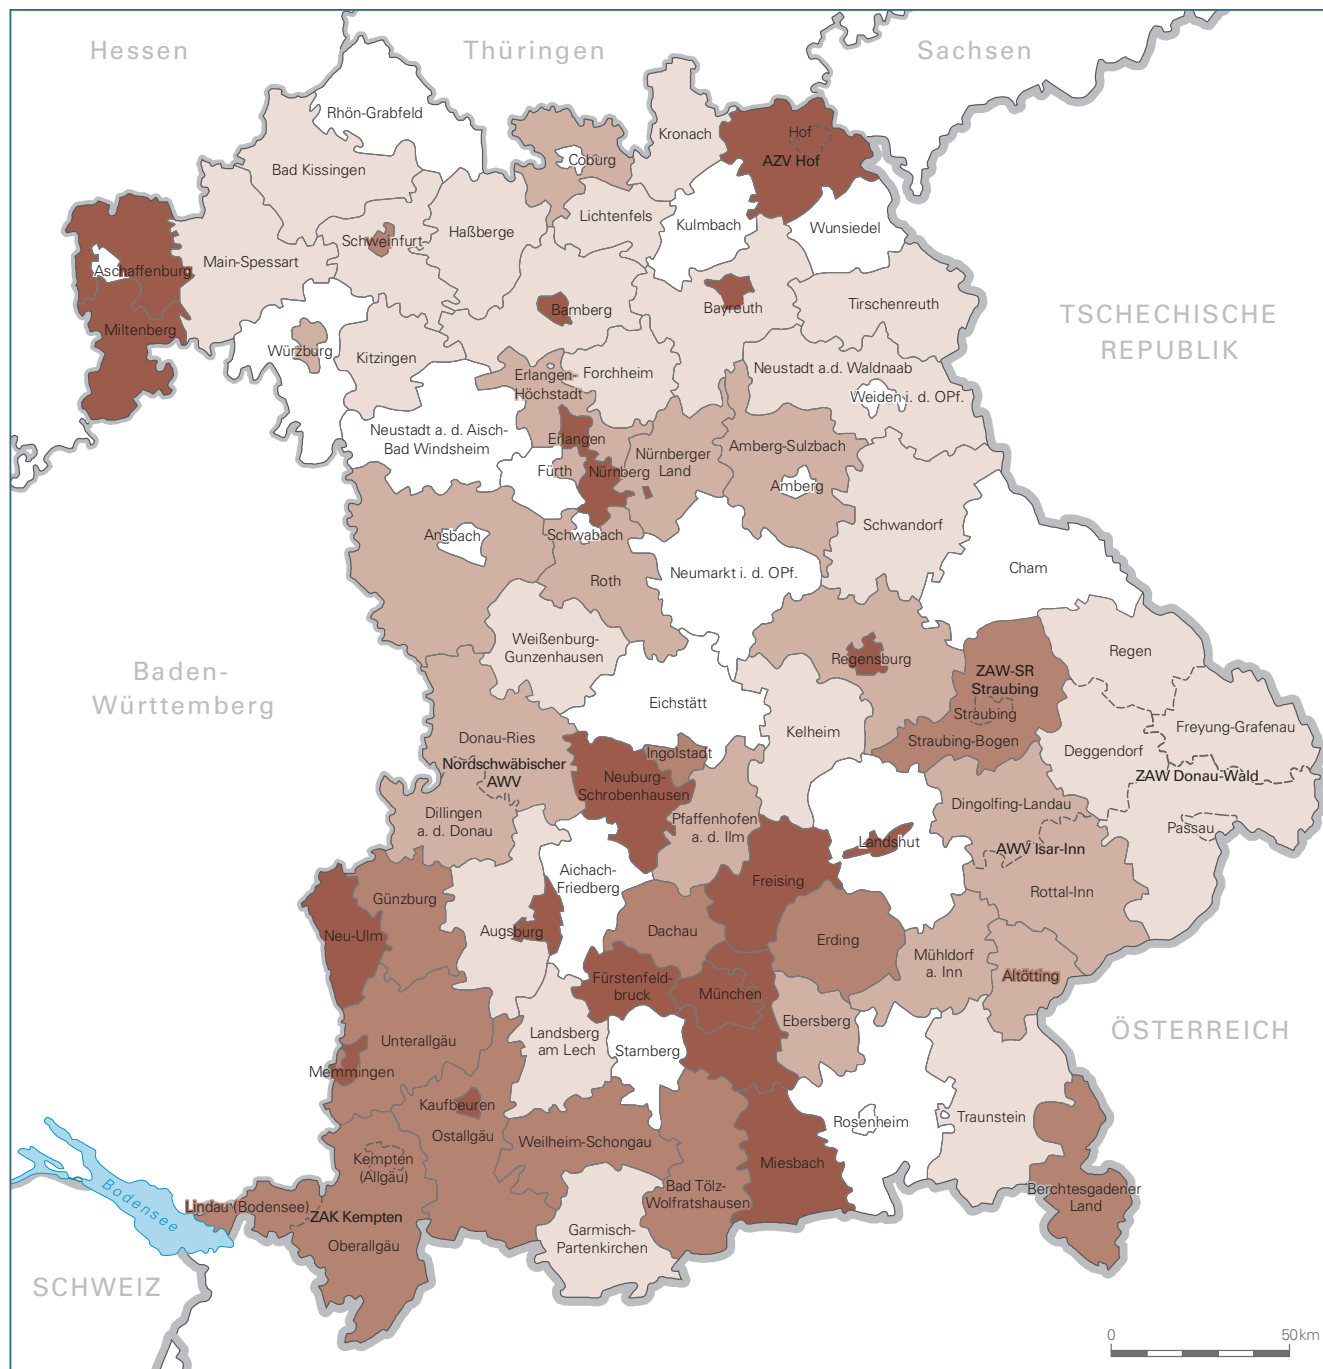 Hessen
Thüringen
Sachsen
Rhön-Grabfeld
Kronach
Hof
AZV Hof
Coburg
Bad Kissingen
Lichtenfels
Kulmbach
Wunsiedel
Schweinfurt
Haßberge
Main-Spessart
Aschaffenburg
Tirschenreuth
Bamberg
Bayreuth
TSCHECHISCHE
REPUBLIK
Miltenberg
Würzburg
Kitzingen
Erlangen-
Höchstadt
Forchheim
Neustadt a.d. Waldnaab
Weiden i. d. OPf.
Neustadt a. d. Aisch-
Bad Windsheim
Erlangen
Fürth
Nürnberg
Nürnberger
Land
Amberg-Sulzbach
Amberg
Schwandorf
Ansbach
Schwabach
Roth
Neumarkt i. d. OPf.
Cham
Weißenburg-
Gunzenhausen
Regensburg
Regen
Baden-
Württemberg
Eichstätt
ZAW-SR
Straubing
Straubing
Straubing-Bogen
Kelheim
Freyung-Grafenau
Deggendorf
ZAW Donau-Wald
Passau
Donau-Ries
Nordschwäbischer
AWV
Ingolstadt
Neuburg-
Schrobenhausen
Dillingen
a. d. Donau
Pfaffenhofen
a. d. Ilm
Dingolfing-Landau
Landshut
AWV Isar-Inn
Rottal-Inn
Aichach-
Friedberg
Freising
Günzburg
Neu-Ulm
Augsburg
Dachau
Erding
Mühldorf
a. Inn
Altötting
Fürstenfeld-
bruck
München
Ebersberg
ÖSTERREICH
Unterallgäu
Landsberg
am Lech
Starnberg
Memmingen
Kaufbeuren
Ostallgäu
Weilheim-Schongau
Rosenheim
Traunstein
Kempten
(Allgäu)
Miesbach
Bad Tölz-
Wolfratshausen
Berchtesgadener
Land
Bodensee
Lindau (Bodensee)
ZAK Kempten
Oberallgäu
Garmisch-
Partenkirchen
SCHWEIZ
0 50 km